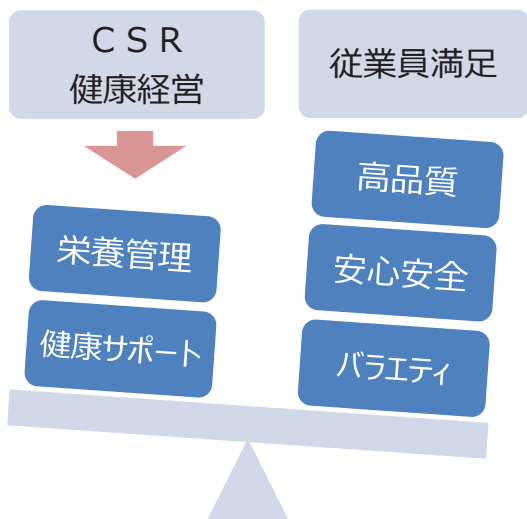 ＣＳＲ
健康経営
従業員満足
高品質
栄養管理
安心安全
健康サポート
バラエティ